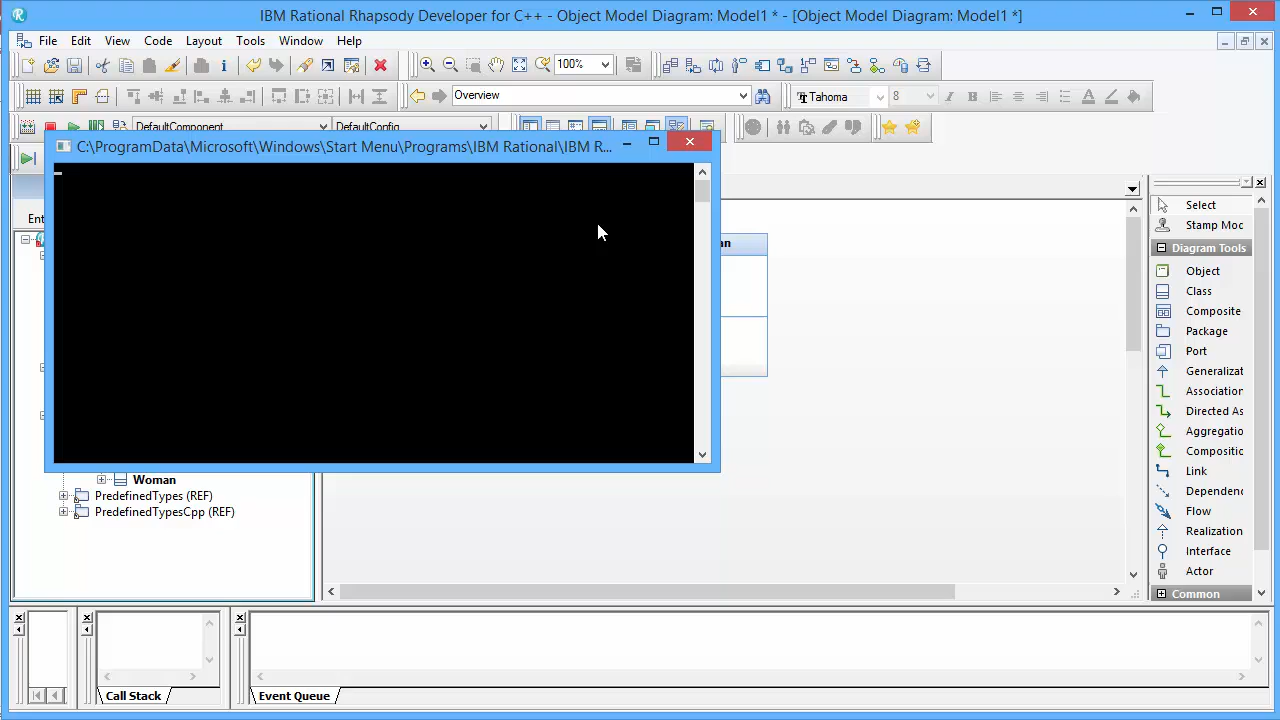 IBM Rational Rhapsody Developer for C++ - Object Model Diagram: Model1 * - [Object Model Diagram: Model1 *]
File Edit View Code Layout Tools Window Help
100%
Overview
Tahoma 8
DefaultComponent DefaultConfig
C:\ProgramData\Microsoft\Windows\Start Menu\Programs\IBM Rational\IBM R...
Ent
an
Woman
PredefinedTypes (REF)
PredefinedTypesCpp (REF)
Select
Stamp Moc
Diagram Tools
Object
Class
Composite
Package
Port
Generalizat
Association
Directed As
Aggregatio
Compositic
Link
Dependenc
Flow
Realization
Interface
Actor
Common
Call Stack
Event Queue